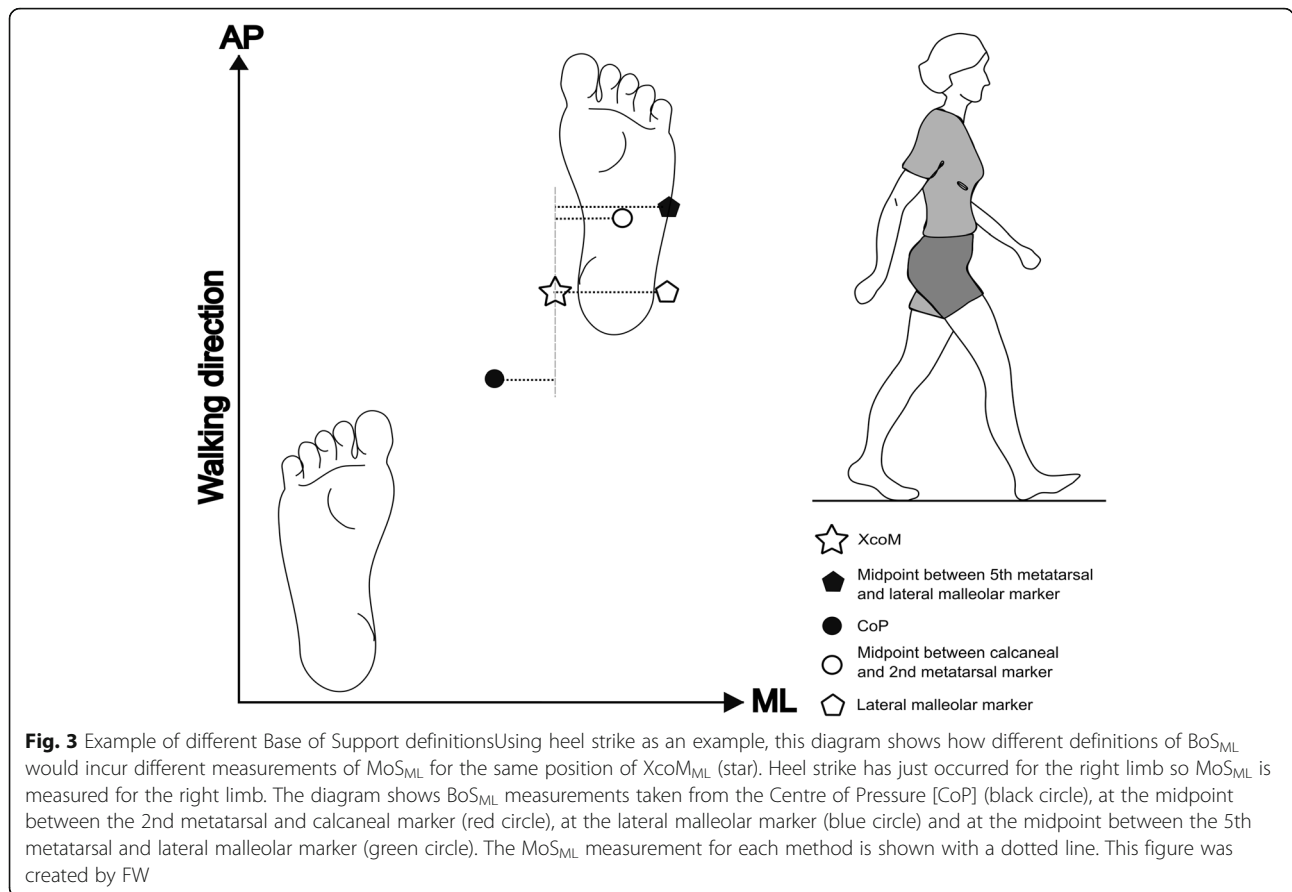 AP
Walking direction
ML
XcoM
Midpoint between 5th metatarsal
and lateral malleolar marker
CoP
Midpoint between calcaneal
and 2nd metatarsal marker
Lateral malleolar marker
Fig. 3 Example of different Base of Support definitionsUsing heel strike as an example, this diagram shows how different definitions of BoSML
would incur different measurements of MoSML for the same position of XcoMML (star). Heel strike has just occurred for the right limb so MoSML is
measured for the right limb. The diagram shows BoSML measurements taken from the Centre of Pressure [CoP] (black circle), at the midpoint
between the 2nd metatarsal and calcaneal marker (red circle), at the lateral malleolar marker (blue circle) and at the midpoint between the 5th
metatarsal and lateral malleolar marker (green circle). The MoSML measurement for each method is shown with a dotted line. This figure was
created by FW